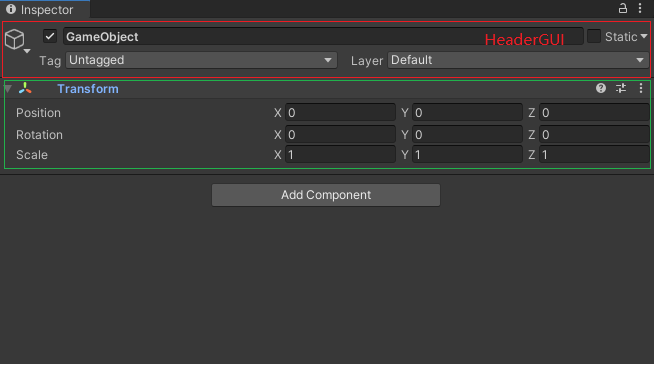 Inspector
GameObject HeaderGUI Static
Tag Untagged Layer Default
Transform
Position X 0 Y 0 Z 0
Rotation X 0 Y 0 Z 0
Scale X 1 Y 1 Z 1
Add Component